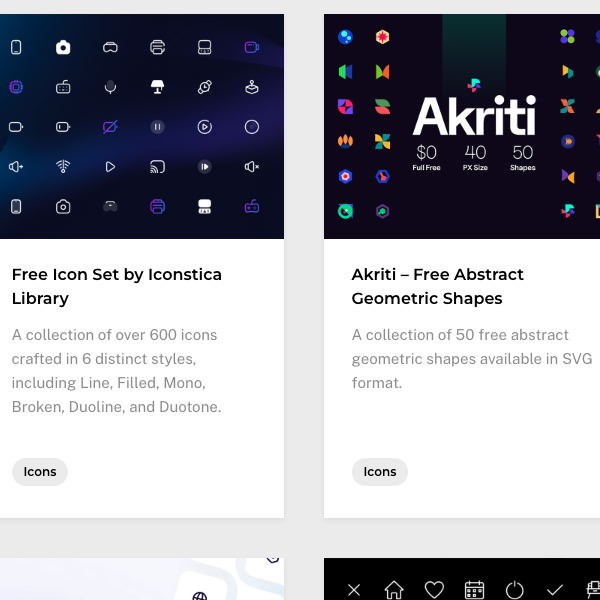 Akriti
$0 40 50
Full Free PX Size Shapes
Free Icon Set by Iconstica
Library
A collection of over 600 icons
crafted in 6 distinct styles,
including Line, Filled, Mono,
Broken, Duoline, and Duotone.
Icons
Akriti – Free Abstract
Geometric Shapes
A collection of 50 free abstract
geometric shapes available in SVG
format.
Icons